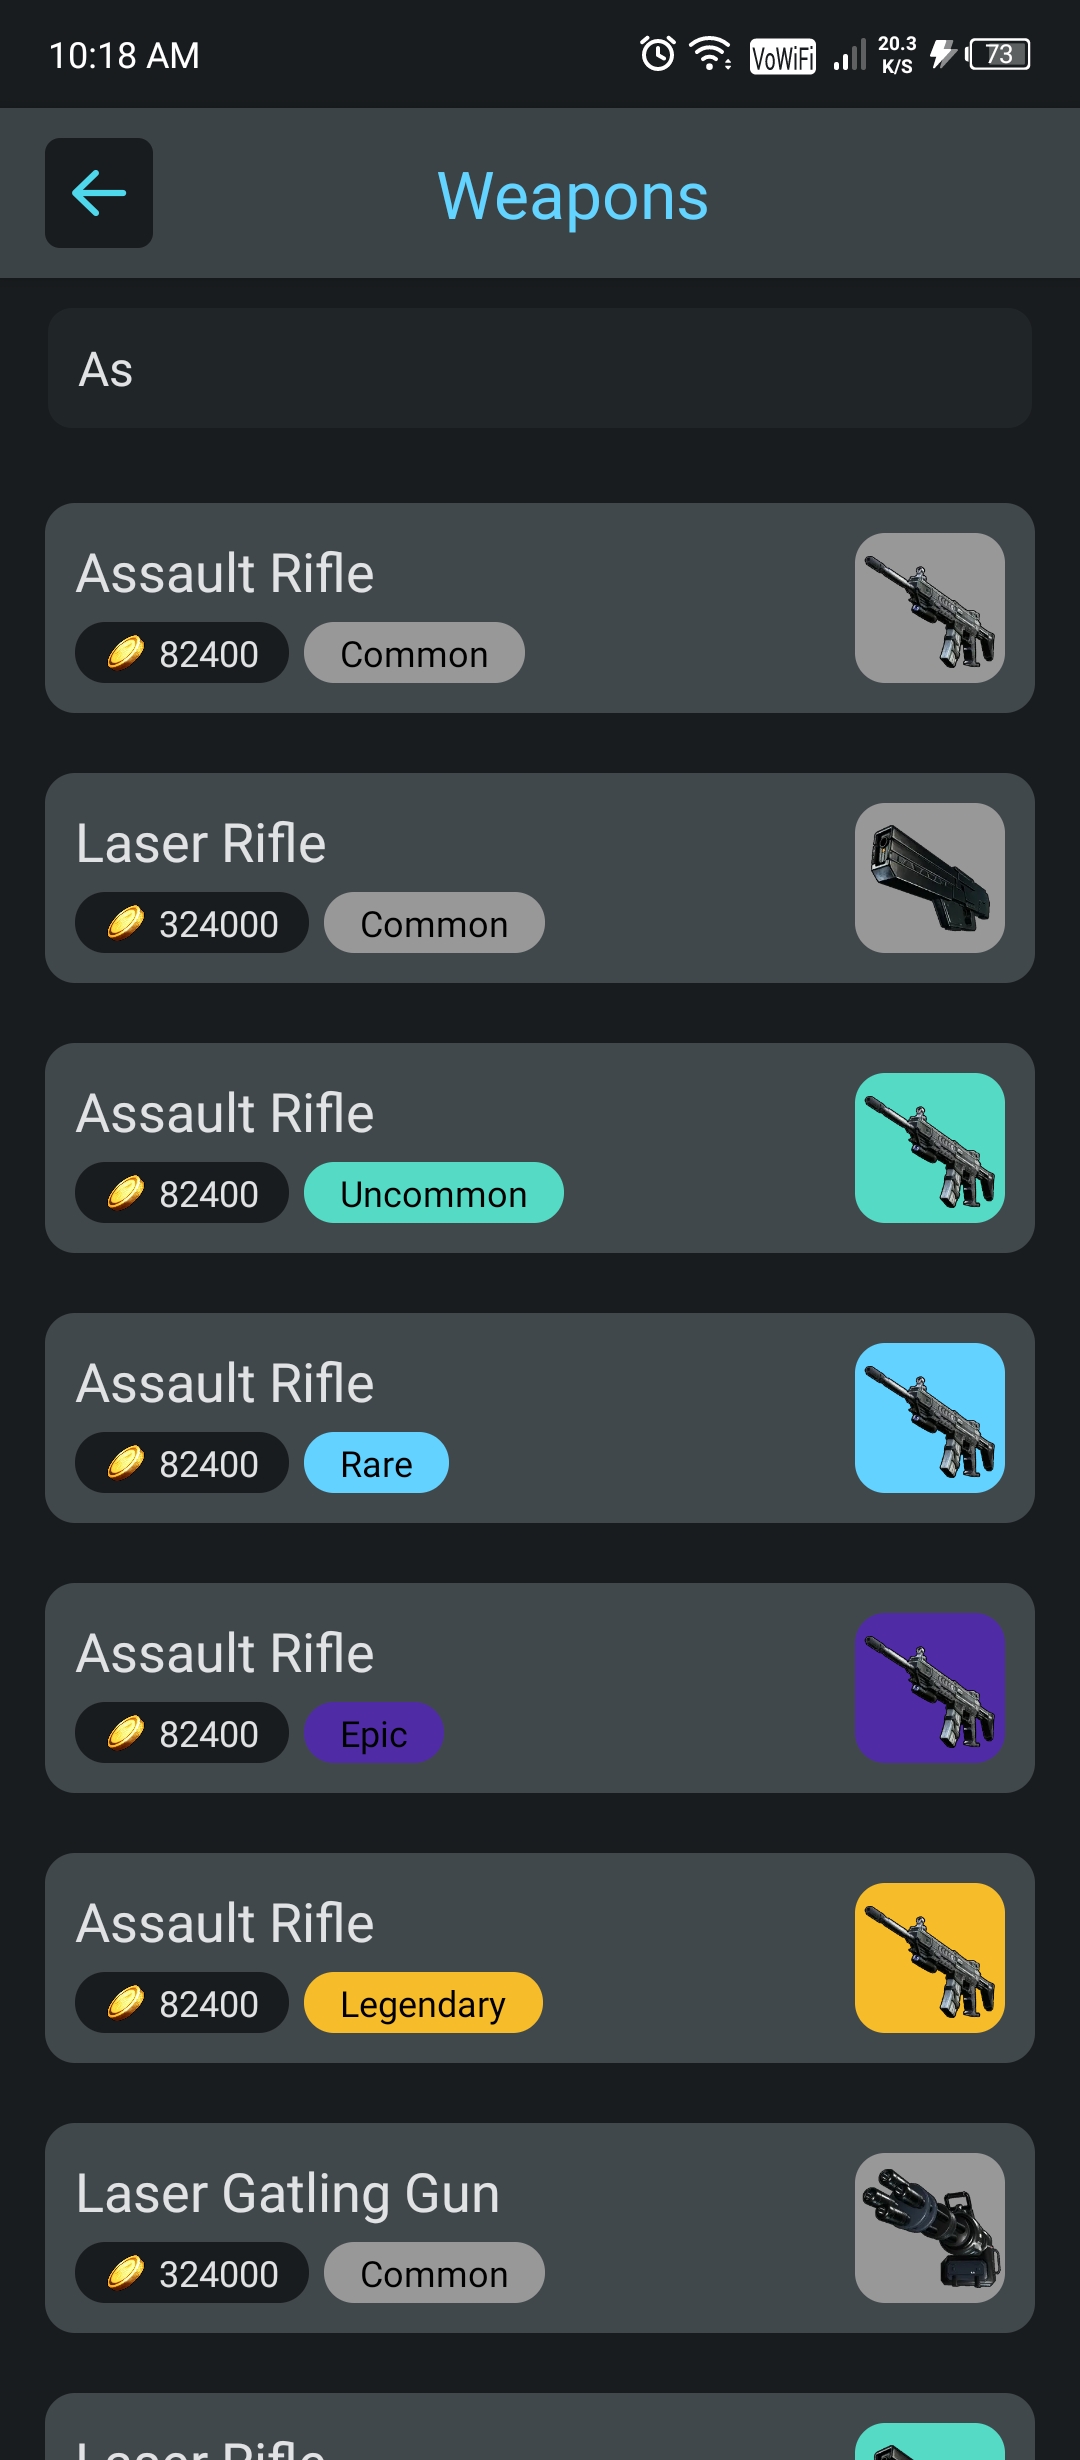 10:18 AM
VoWiFi
20.3
K/S
73
Weapons
As
Assault Rifle
82400 Common
Laser Rifle
324000 Common
Assault Rifle
82400 Uncommon
Assault Rifle
82400 Rare
Assault Rifle
82400 Epic
Assault Rifle
82400 Legendary
Laser Gatling Gun
324000 Common
Laser Rifle